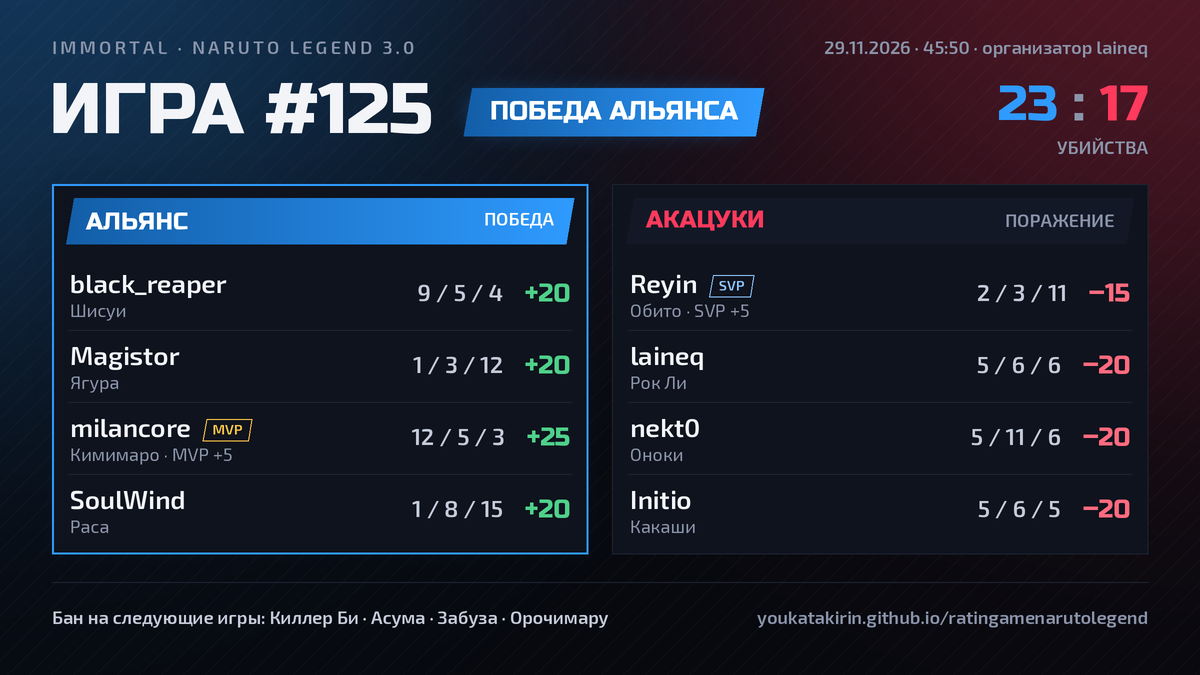 IMMORTAL · NARUTO LEGEND 3.0
29.11.2026 · 45:50 · организатор laineq
ИГРА #125
ПОБЕДА АЛЬЯНСА
23 : 17
УБИЙСТВА
АЛЬЯНС
ПОБЕДА
black_reaper
9 / 5 / 4 +20
Шисуи
Magistor
1 / 3 / 12 +20
Ягура
milancore MVP
12 / 5 / 3 +25
Кимимаро · MVP +5
SoulWind
1 / 8 / 15 +20
Раса
АКАЦУКИ
ПОРАЖЕНИЕ
Reyin SVP
2 / 3 / 11 −15
Обито · SVP +5
laineq
5 / 6 / 6 −20
Рок Ли
nekt0
5 / 11 / 6 −20
Оноки
Initio
5 / 6 / 5 −20
Какаши
Бан на следующие игры: Киллер Би · Асума · Забуза · Орочимару
youkatakirin.github.io/ratingamenarutolegend